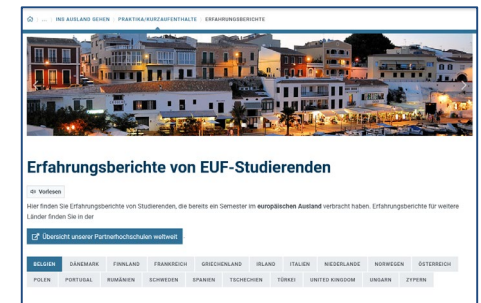 ... INS AUSLAND GEHEN PRAKTIKA/KURZAUFENTHALTE ERFAHRUNGSBERICHTE
Erfahrungsberichte von EUF-Studierenden
Vorlesen
Hier finden Sie Erfahrungsberichte von Studierenden, die bereits ein Semester im europäischen Ausland verbracht haben. Erfahrungsberichte für weitere
Länder finden Sie in der
Übersicht unserer Partnerhochschulen weltweit
BELGIEN DÄNEMARK FINNLAND FRANKREICH GRIECHENLAND IRLAND ITALIEN NIEDERLANDE NORWEGEN ÖSTERREICH
POLEN PORTUGAL RUMÄNIEN SCHWEDEN SPANIEN TSCHECHIEN TÜRKEI UNITED KINGDOM UNGARN ZYPERN